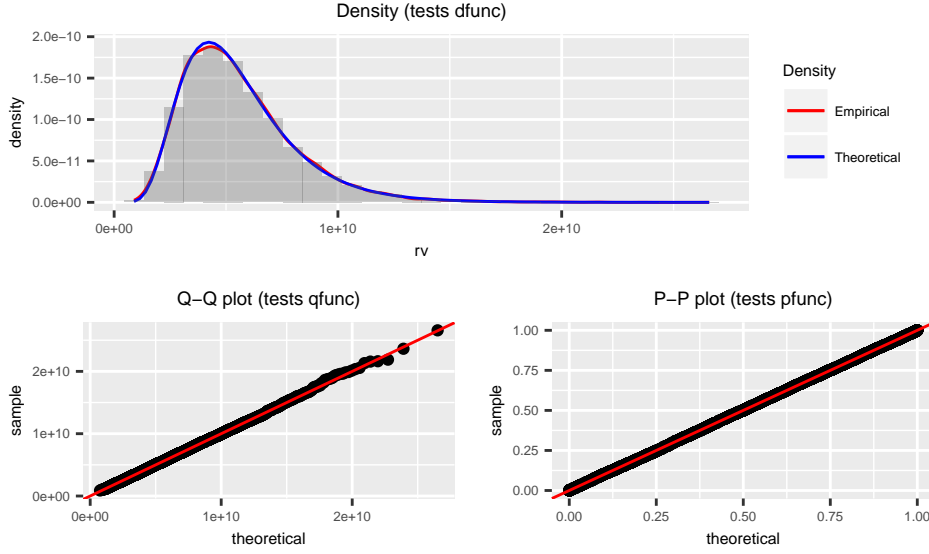 Density (tests dfunc)
2.0e−10
1.5e−10
1.0e−10
5.0e−11
0.0e+00
density
0e+00
1e+10
2e+10
rv
Density
Empirical
Theoretical
Q−Q plot (tests qfunc)
2e+10
1e+10
0e+00
sample
0e+00
1e+10
2e+10
theoretical
P−P plot (tests pfunc)
1.00
0.75
0.50
0.25
0.00
sample
0.00
0.25
0.50
0.75
1.00
theoretical